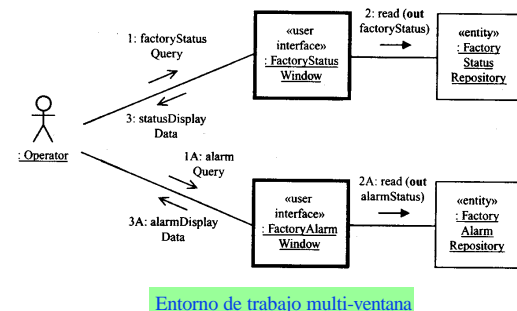 1: factoryStatus
Query
3: statusDisplay
Data
«user
interface»
: FactoryStatus
Window
2: read (out
factoryStatus)
«entity»
: Factory
Status
Repository
: Operator
1A: alarm
Query
3A: alarmDisplay
Data
«user
interface»
: FactoryAlarm
Window
2A: read (out
alarmStatus)
«entity»
: Factory
Alarm
Repository
Entorno de trabajo multi-ventana